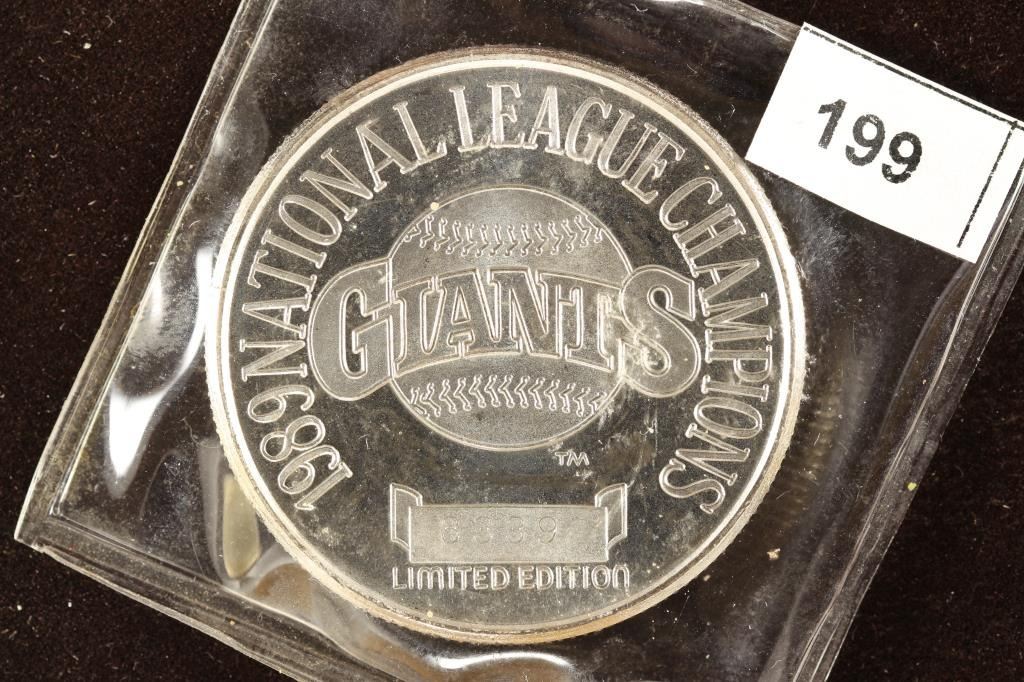 1989 NATIONAL LEAGUE CHAMPIONS
GIANTS
TM
LIMITED EDITION
199